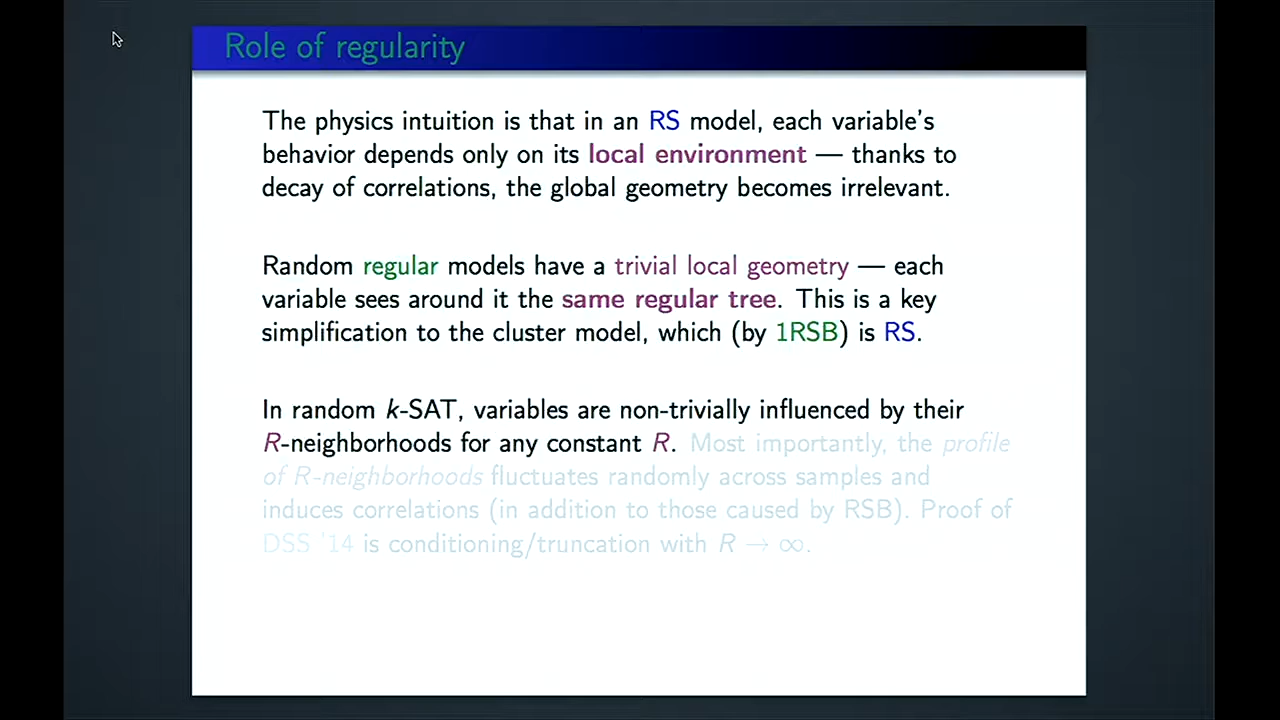 Role of regularity
The physics intuition is that in an RS model, each variable's
behavior depends only on its local environment — thanks to
decay of correlations, the global geometry becomes irrelevant.
Random regular models have a trivial local geometry — each
variable sees around it the same regular tree. This is a key
simplification to the cluster model, which (by 1RSB) is RS.
In random k-SAT, variables are non-trivially influenced by their
R-neighborhoods for any constant R. Most importantly, the profile
of R-neighborhoods fluctuates randomly across samples and
induces correlations (in addition to those caused by RSB). Proof of
DSS '14 is conditioning/truncation with R → ∞.